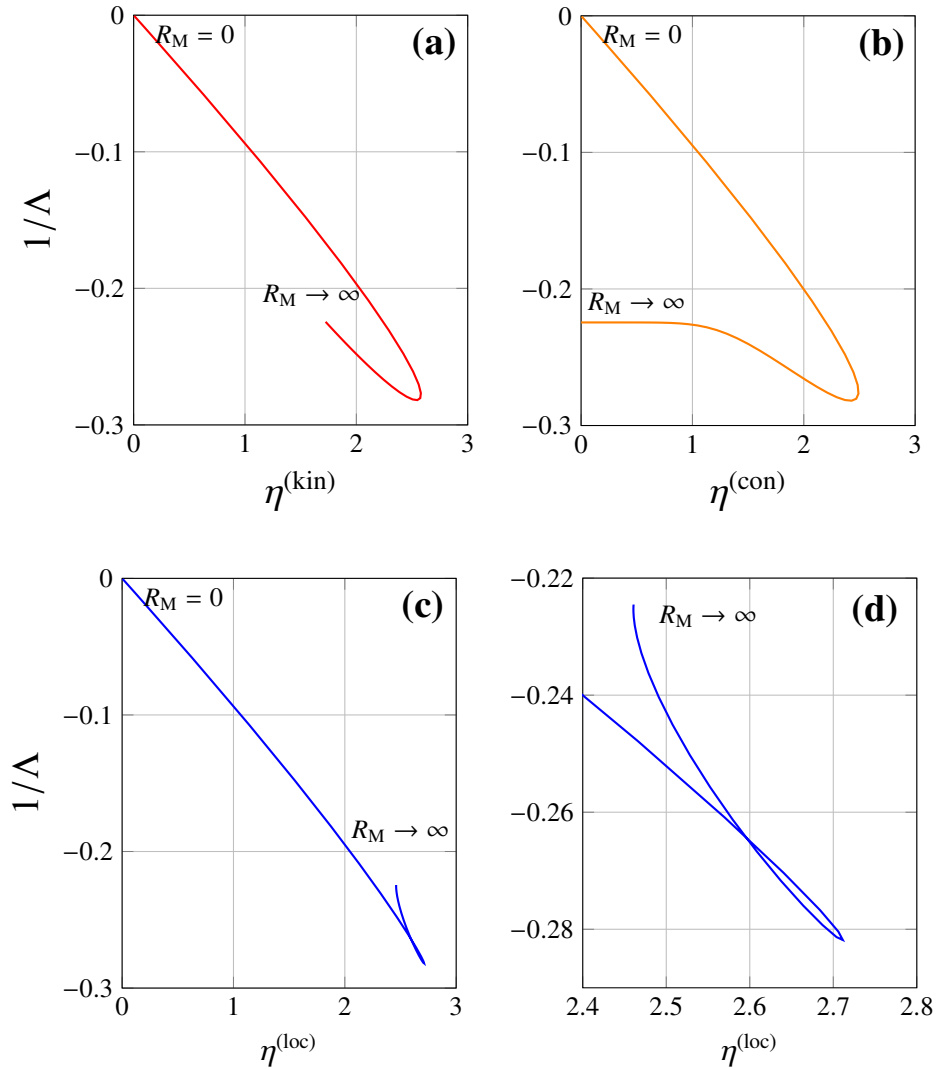 (a)
R_M = 0
R_M → ∞
0
−0.1
−0.2
−0.3
0 1 2 3
1/Λ
η^(kin)
(b)
R_M = 0
R_M → ∞
0
−0.1
−0.2
−0.3
0 1 2 3
η^(con)
(c)
R_M = 0
R_M → ∞
0
−0.1
−0.2
−0.3
0 1 2 3
1/Λ
η^(loc)
(d)
R_M → ∞
−0.22
−0.24
−0.26
−0.28
2.4 2.5 2.6 2.7 2.8
η^(loc)